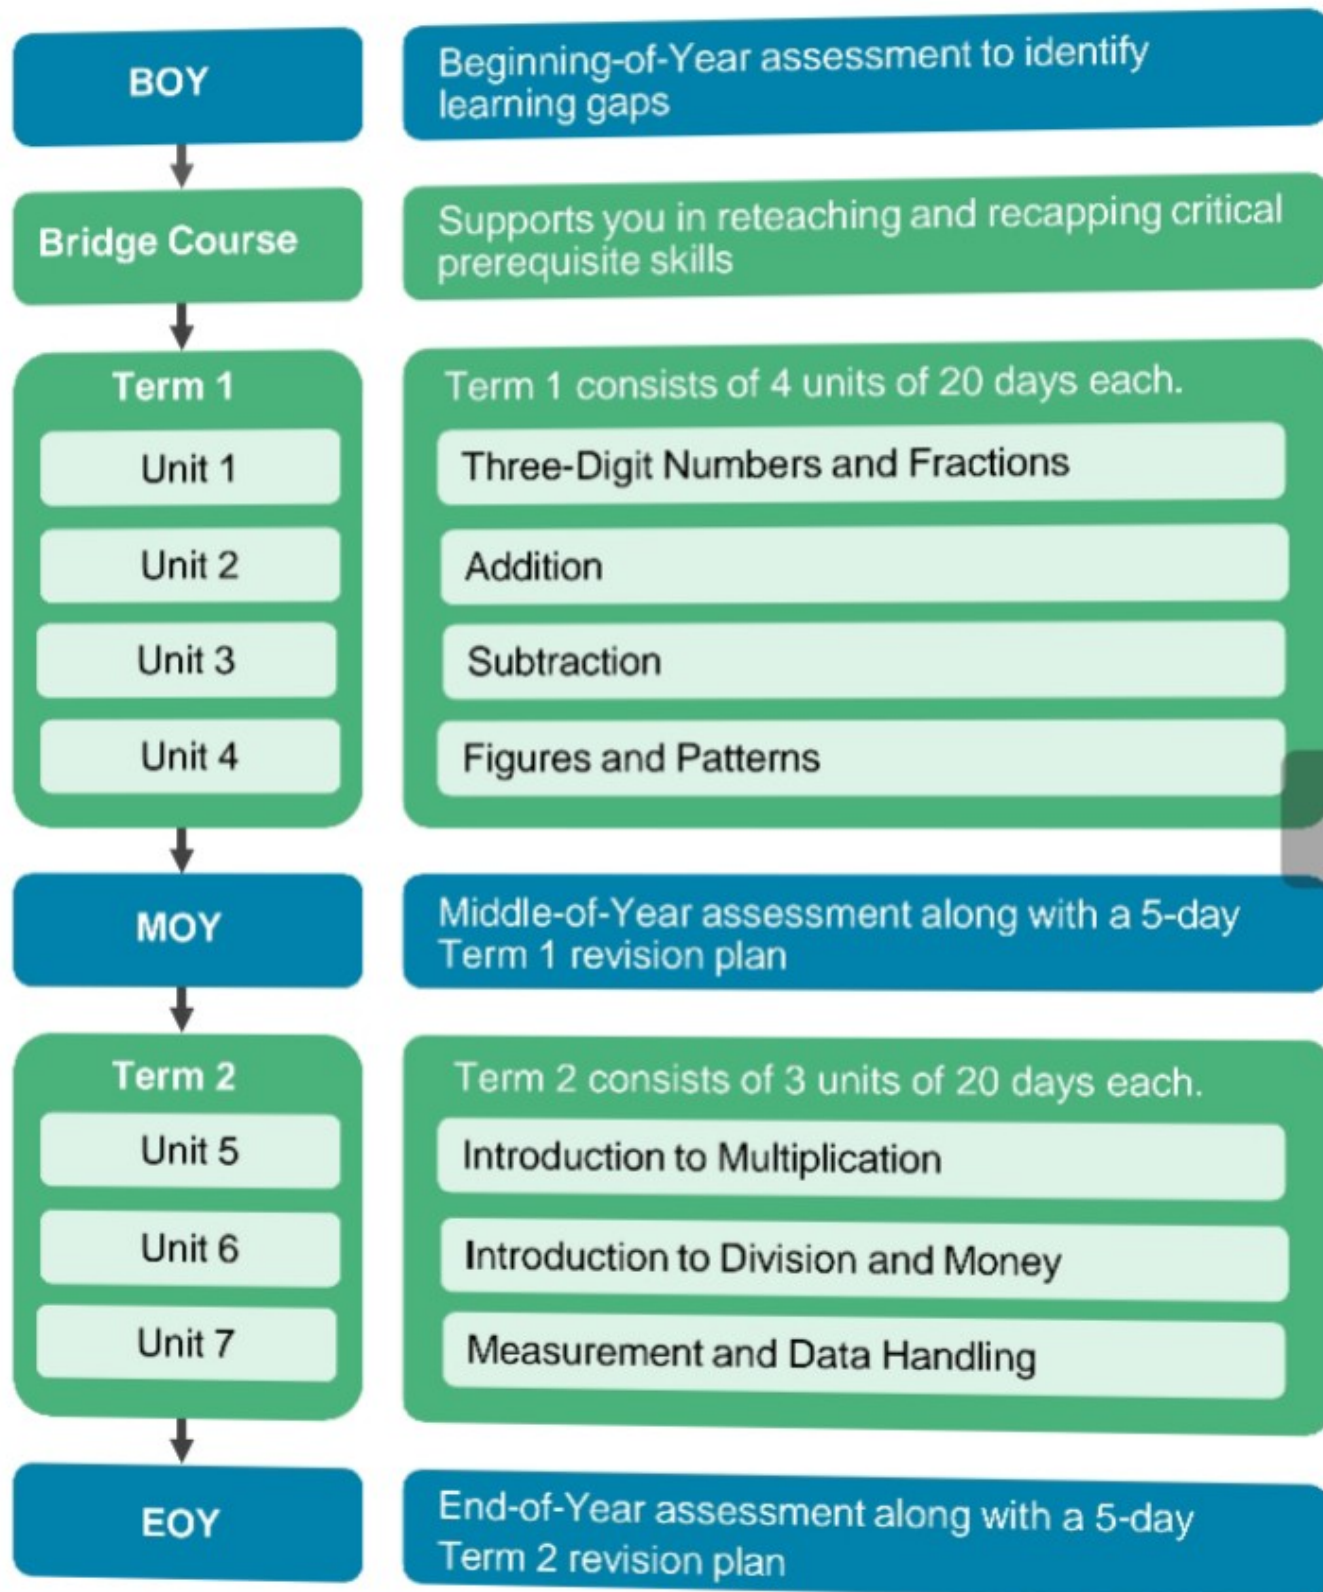 BOY
Beginning-of-Year assessment to identify
learning gaps
Bridge Course
Supports you in reteaching and recapping critical
prerequisite skills
Term 1
Term 1 consists of 4 units of 20 days each.
Unit 1
Three-Digit Numbers and Fractions
Unit 2
Addition
Unit 3
Subtraction
Unit 4
Figures and Patterns
MOY
Middle-of-Year assessment along with a 5-day
Term 1 revision plan
Term 2
Term 2 consists of 3 units of 20 days each.
Unit 5
Introduction to Multiplication
Unit 6
Introduction to Division and Money
Unit 7
Measurement and Data Handling
EOY
End-of-Year assessment along with a 5-day
Term 2 revision plan